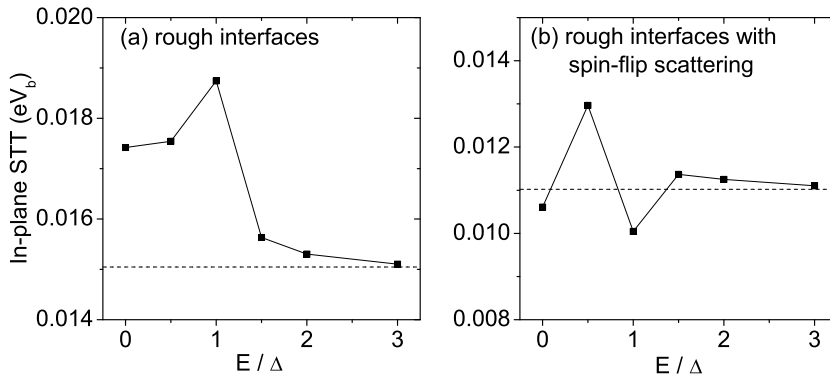 0.020
0.018
0.016
0.014
In-plane STT (eV_b)
(a) rough interfaces
0 1 2 3
E / Δ
0.014
0.012
0.010
0.008
(b) rough interfaces with
spin-flip scattering
0 1 2 3
E / Δ